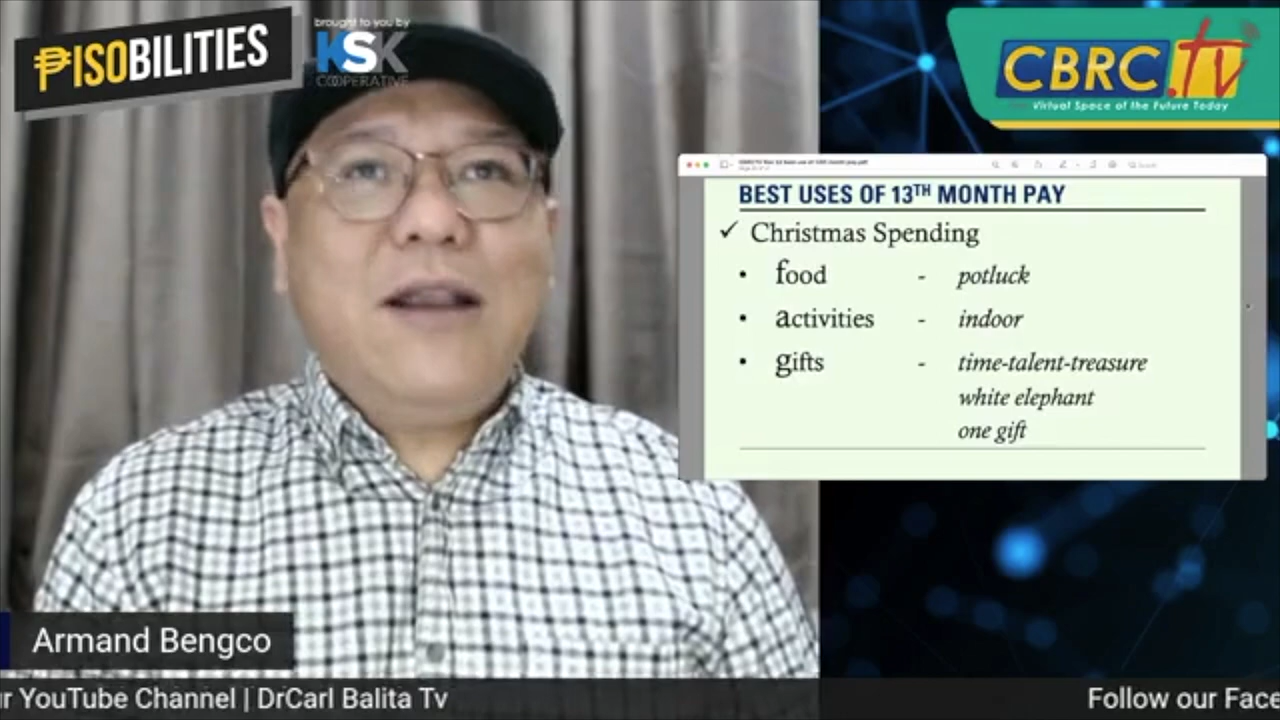 ₱ISOBILITIES
brought to you by
KSK
COOPERATIVE
CBRC.tv
Virtual Space of the Future Today
BEST USES OF 13TH MONTH PAY
✓ Christmas Spending
• food - potluck
• activities - indoor
• gifts - time-talent-treasure
white elephant
one gift
Armand Bengco
r YouTube Channel | DrCarl Balita Tv
Follow our Face